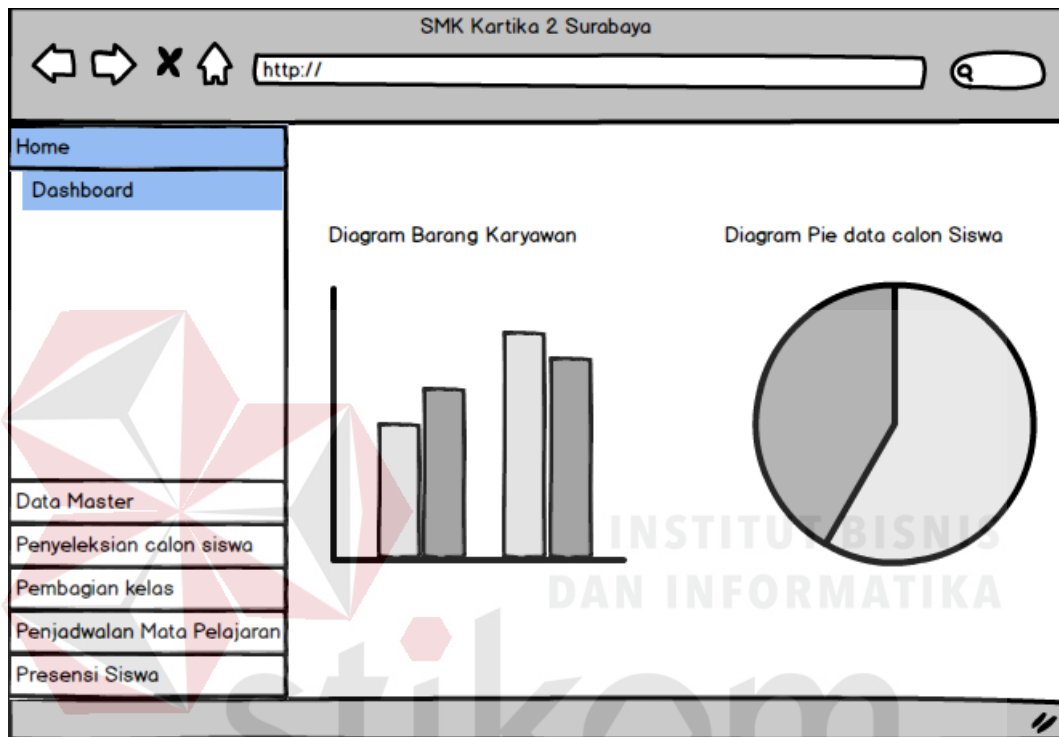 SMK Kartika 2 Surabaya
http://
Home
Dashboard
Diagram Barang Karyawan
Diagram Pie data calon Siswa
Data Master
Penyeleksian calon siswa
Pembagian kelas
Penjadwalan Mata Pelajaran
Presensi Siswa
INSTITUT BISNIS
DAN INFORMATIKA
stikom